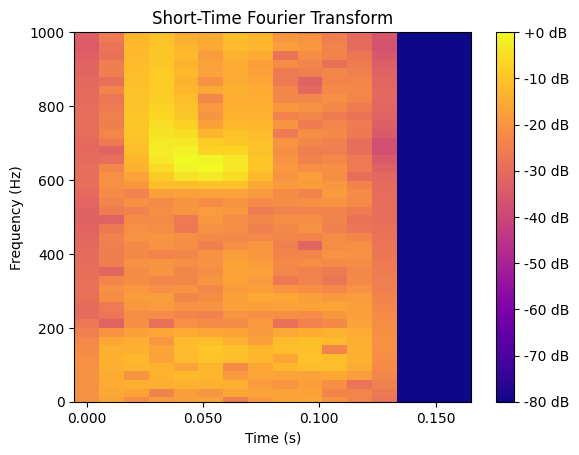 Short-Time Fourier Transform
1000
800
600
400
200
0
Frequency (Hz)
0.000
0.050
0.100
0.150
Time (s)
+0 dB
-10 dB
-20 dB
-30 dB
-40 dB
-50 dB
-60 dB
-70 dB
-80 dB